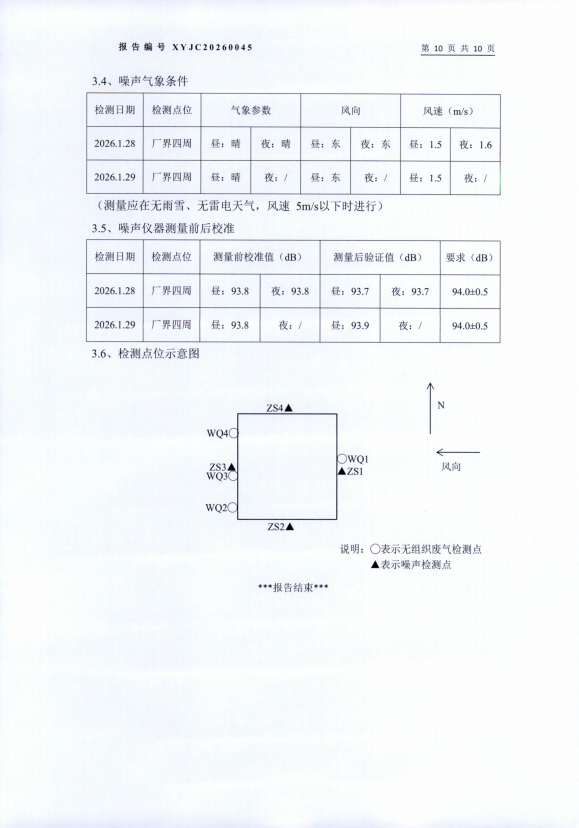 报告编号 XYJC20260045 第 10 页 共 10 页
3.4、噪声气象条件
检测日期 检测点位 气象参数 风向 风速（m/s）
2026.1.28 厂界四周 昼：晴 夜：晴 昼：东 夜：东 昼：1.5 夜：1.6
2026.1.29 厂界四周 昼：晴 夜：/ 昼：东 夜：/ 昼：1.5 夜：/
（测量应在无雨雪、无雷电天气，风速 5m/s以下时进行）
3.5、噪声仪器测量前后校准
检测日期 检测点位 测量前校准值（dB） 测量后验证值（dB） 要求（dB）
2026.1.28 厂界四周 昼：93.8 夜：93.8 昼：93.7 夜：93.7 94.0±0.5
2026.1.29 厂界四周 昼：93.8 夜：/ 昼：93.9 夜：/ 94.0±0.5
3.6、检测点位示意图
ZS4▲
N
WQ4○
○WQ1
风向
ZS3▲
▲ZS1
WQ3○
WQ2○
ZS2▲
说明：○表示无组织废气检测点
▲表示噪声检测点
***报告结束***